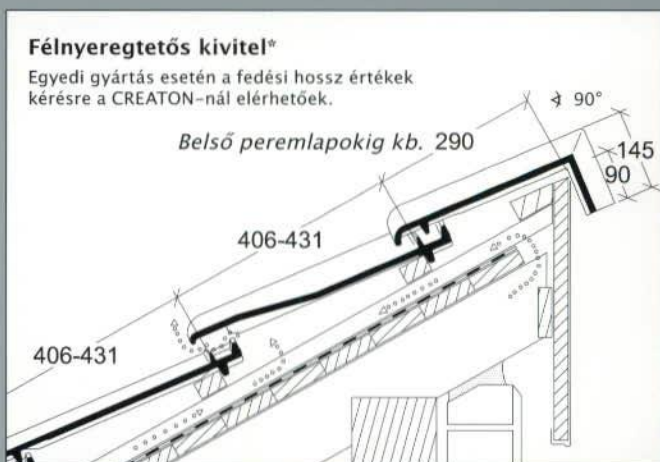 Félnyeregtetős kivitel*
Egyedi gyártás esetén a fedési hossz értékek
kérésre a CREATON-nál elérhetőek.
∢ 90°
Belső peremlapokig kb. 290
145
90
406-431
406-431